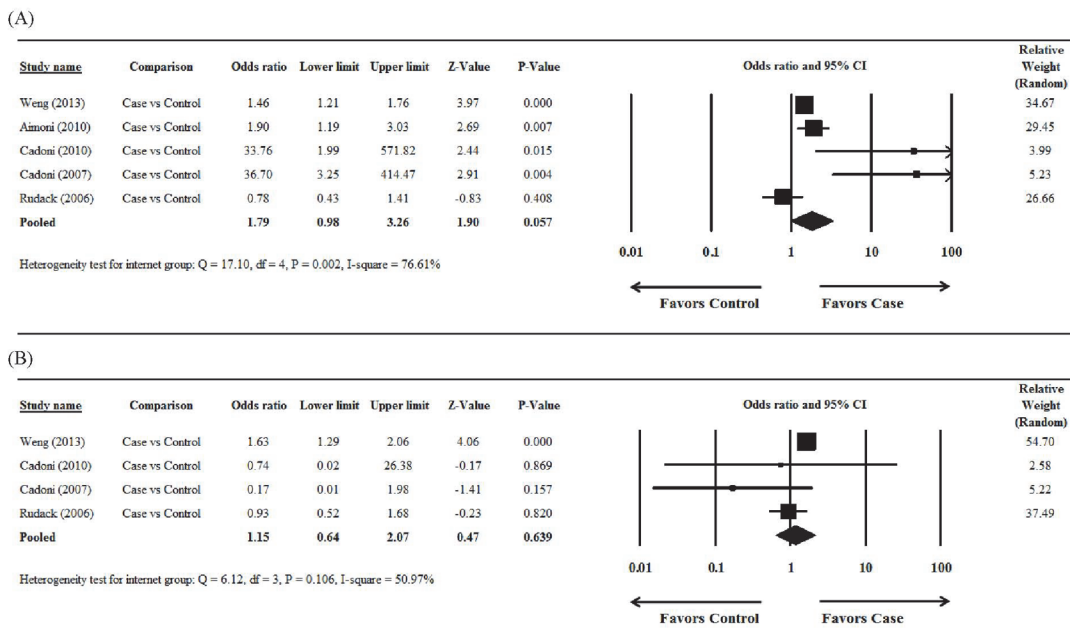 (A)
Study name Comparison Odds ratio Lower limit Upper limit Z-Value P-Value Odds ratio and 95% CI Relative Weight (Random)
Weng (2013) Case vs Control 1.46 1.21 1.76 3.97 0.000 34.67
Aimoni (2010) Case vs Control 1.90 1.19 3.03 2.69 0.007 29.45
Cadoni (2010) Case vs Control 33.76 1.99 571.82 2.44 0.015 3.99
Cadoni (2007) Case vs Control 36.70 3.25 414.47 2.91 0.004 5.23
Rudack (2006) Case vs Control 0.78 0.43 1.41 -0.83 0.408 26.66
Pooled 1.79 0.98 3.26 1.90 0.057
0.01 0.1 1 10 100
Heterogeneity test for internet group: Q = 17.10, df = 4, P = 0.002, I-square = 76.61%
Favors Control Favors Case
(B)
Study name Comparison Odds ratio Lower limit Upper limit Z-Value P-Value Odds ratio and 95% CI Relative Weight (Random)
Weng (2013) Case vs Control 1.63 1.29 2.06 4.06 0.000 54.70
Cadoni (2010) Case vs Control 0.74 0.02 26.38 -0.17 0.869 2.58
Cadoni (2007) Case vs Control 0.17 0.01 1.98 -1.41 0.157 5.22
Rudack (2006) Case vs Control 0.93 0.52 1.68 -0.23 0.820 37.49
Pooled 1.15 0.64 2.07 0.47 0.639
0.01 0.1 1 10 100
Heterogeneity test for internet group: Q = 6.12, df = 3, P = 0.106, I-square = 50.97%
Favors Control Favors Case